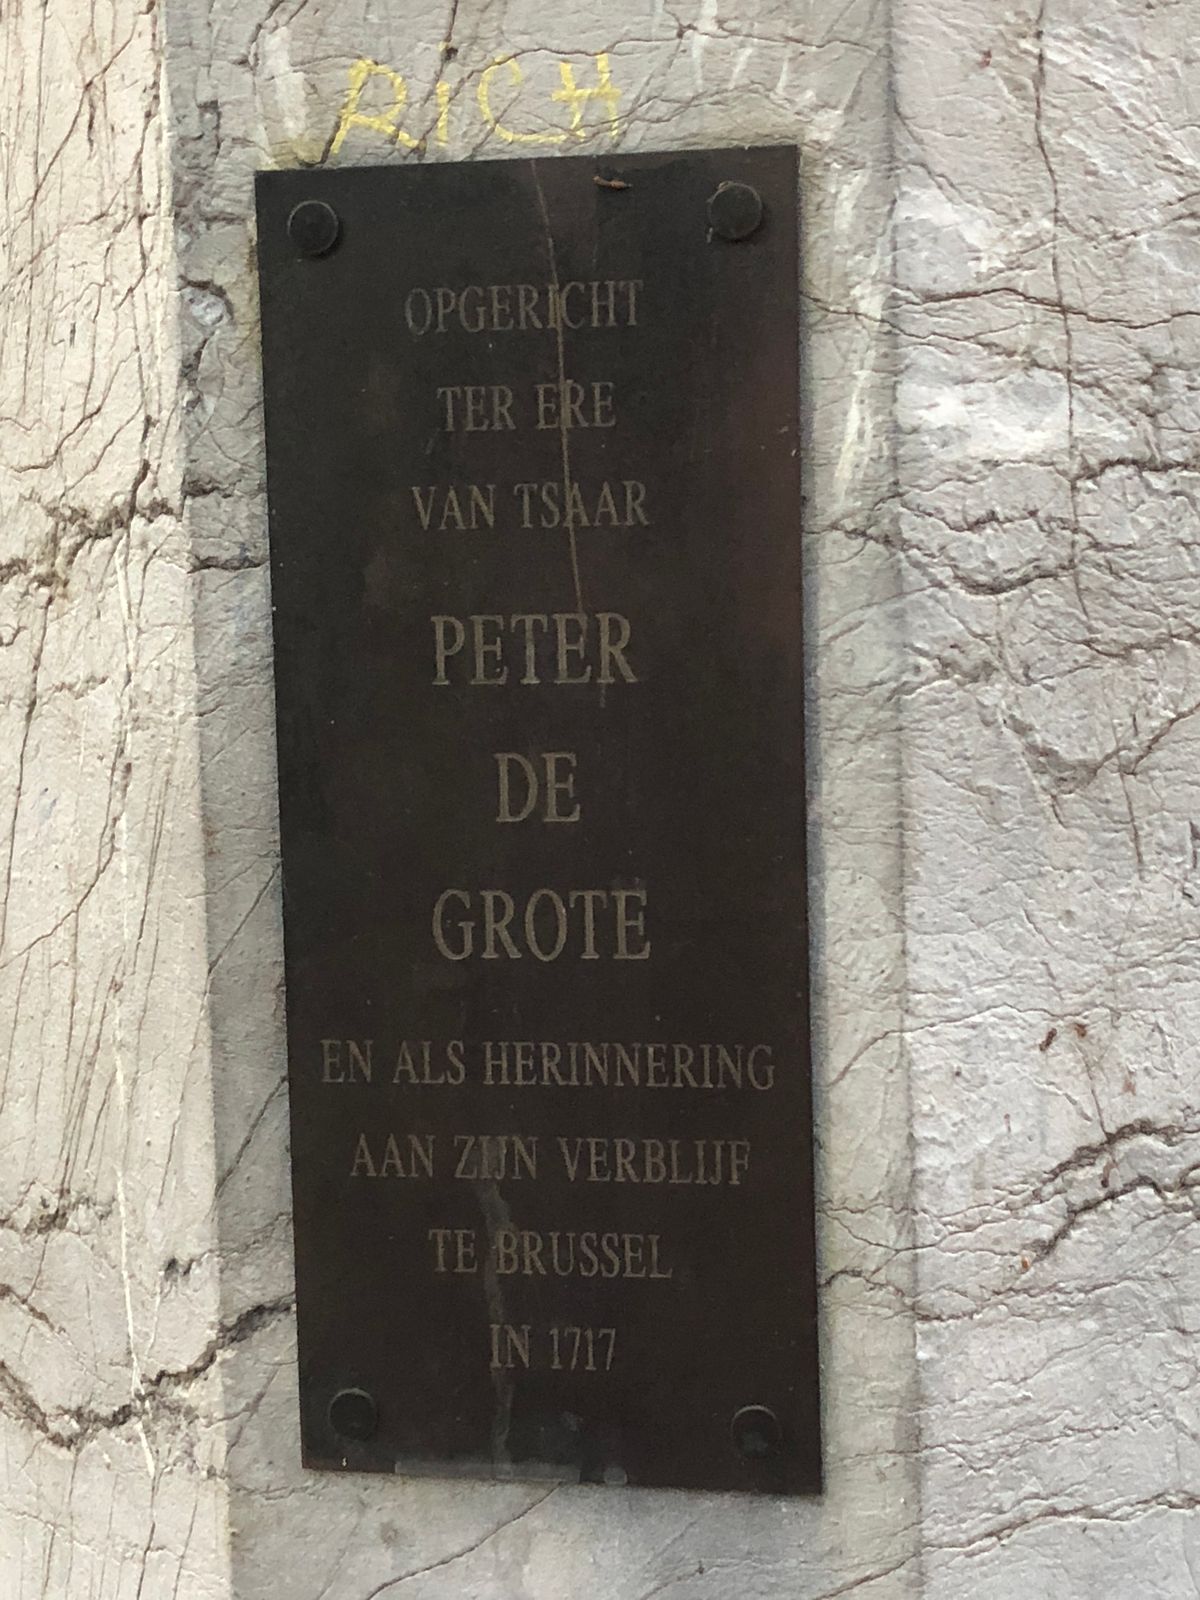 RiCH
OPGERICHT
TER ERE
VAN TSAAR
PETER
DE
GROTE
EN ALS HERINNERING
AAN ZIJN VERBLIJF
TE BRUSSEL
IN 1717